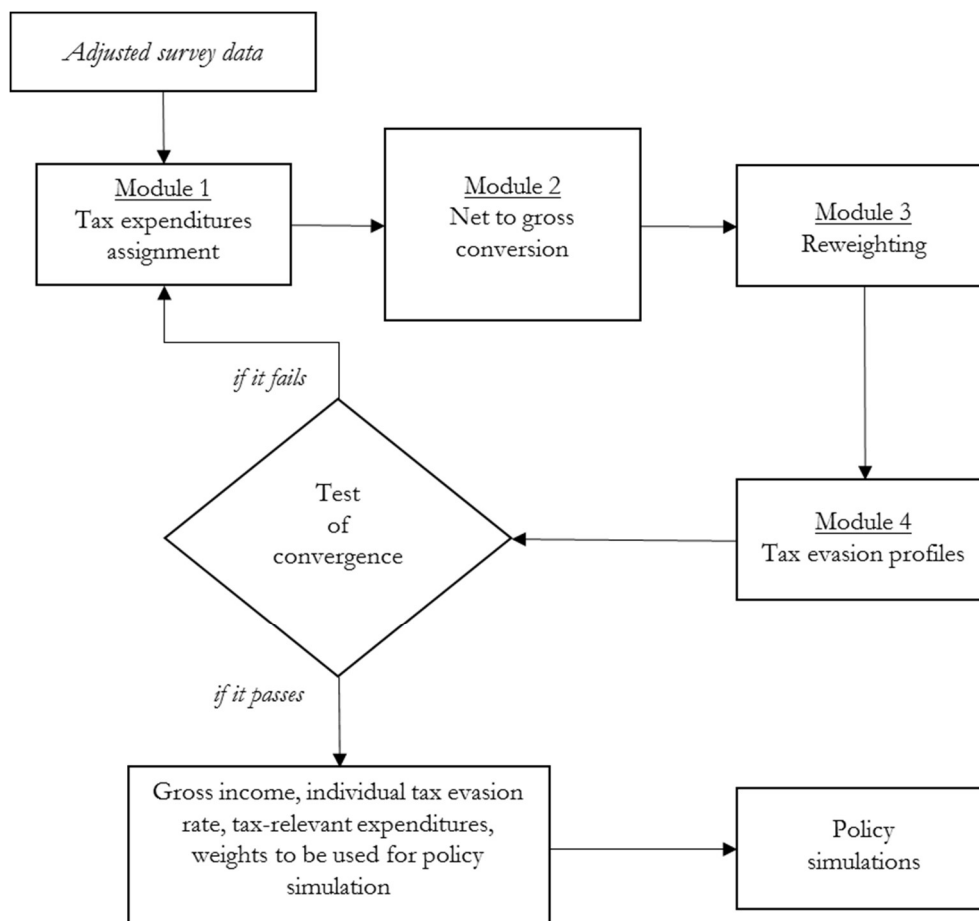 Adjusted survey data
Module 1
Tax expenditures
assignment
Module 2
Net to gross
conversion
Module 3
Reweighting
if it fails
Test
of
convergence
Module 4
Tax evasion profiles
if it passes
Gross income, individual tax evasion
rate, tax-relevant expenditures,
weights to be used for policy
simulation
Policy
simulations